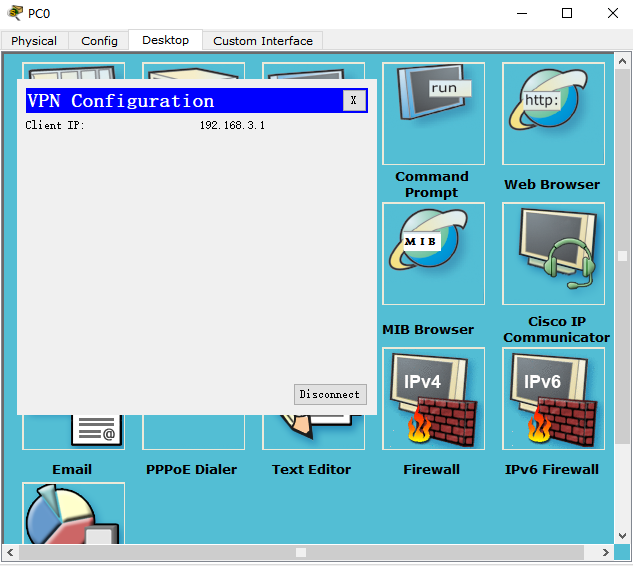 PC0
Physical Config Desktop Custom Interface
VPN Configuration X
Client IP: 192.168.3.1
Disconnect
run
http:
Command
Prompt
Web Browser
MIB
MIB Browser
Cisco IP
Communicator
IPv4
IPv6
@
Email
PPPoE Dialer
Text Editor
Firewall
IPv6 Firewall